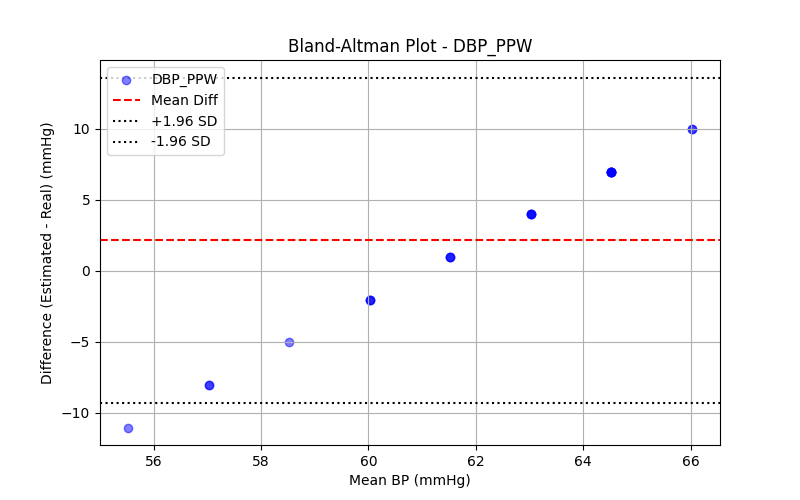 Bland-Altman Plot - DBP_PPW
DBP_PPW
Mean Diff
+1.96 SD
-1.96 SD
Difference (Estimated - Real) (mmHg)
10
5
0
−5
−10
56 58 60 62 64 66
Mean BP (mmHg)